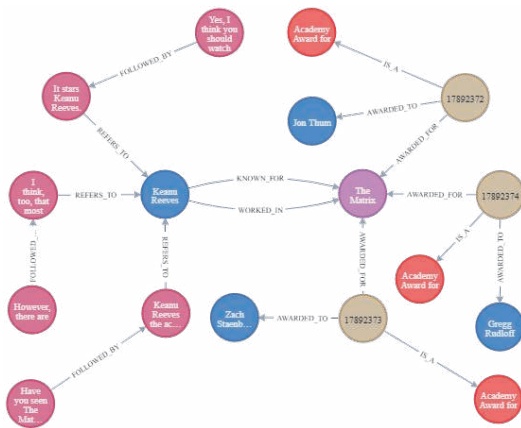 Yes, I
think you
should
watch
Academy
Award for
FOLLOWED_BY
IS_A
It stars
Keanu
Reeves.
17892372
AWARDED_TO
Jon Thum
REFERS_TO
AWARDED_FOR
I
think,
too, that
most
REFERS_TO
Keanu
Reeves
KNOWN_FOR
WORKED_IN
The
Matrix
AWARDED_FOR
17892374
FOLLOWED_...
REFERS_TO
AWARDED_FOR
IS_A
AWARDED_TO
Academy
Award for
However,
there are
Keanu
Reeves
the ac...
Zach
Staenb...
AWARDED_TO
17892373
Gregg
Rudloff
FOLLOWED_BY
IS_A
Have you
seen The
Mat...
Academy
Award for